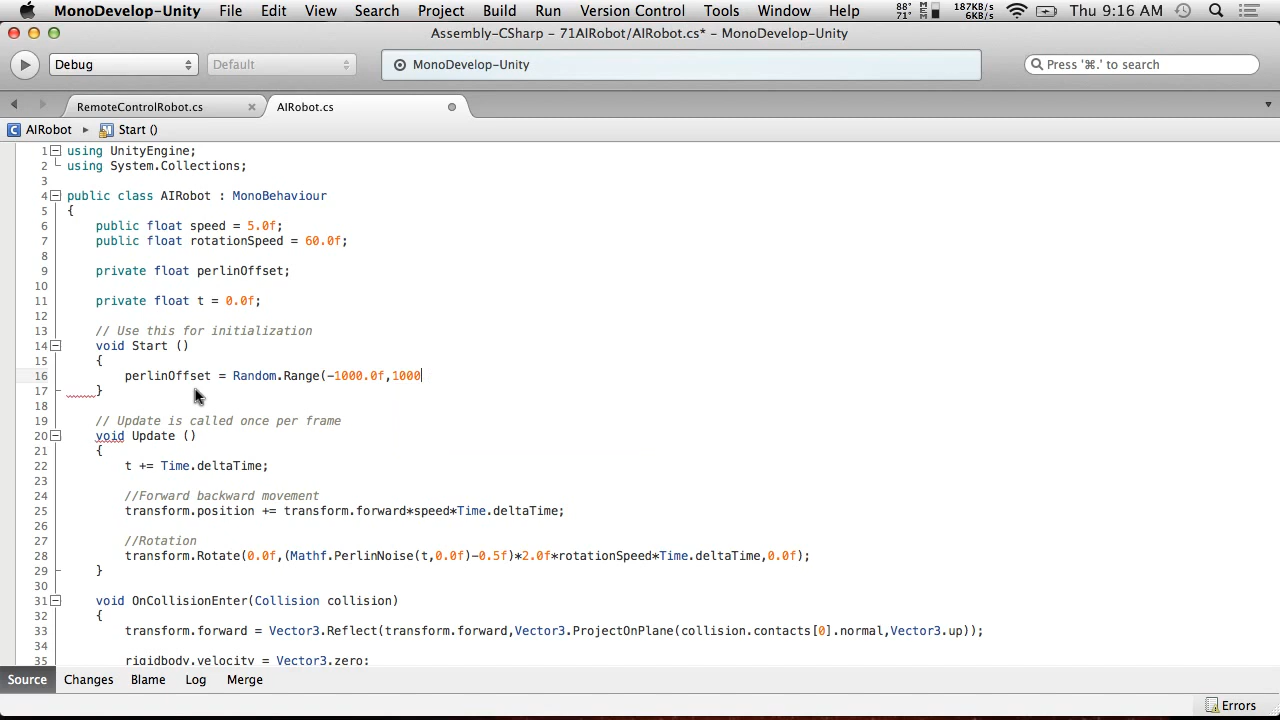 MonoDevelop-Unity File Edit View Search Project Build Run Version Control Tools Window Help 88° 71° 187KB/s 6KB/s Thu 9:16 AM
Assembly-CSharp – 71AIRobot/AIRobot.cs* – MonoDevelop-Unity
Debug Default MonoDevelop-Unity Press '⌘.' to search
RemoteControlRobot.cs AIRobot.cs
AIRobot Start ()
1 using UnityEngine;
2 using System.Collections;
3
4 public class AIRobot : MonoBehaviour
5 {
6 public float speed = 5.0f;
7 public float rotationSpeed = 60.0f;
8
9 private float perlinOffset;
10
11 private float t = 0.0f;
12
13 // Use this for initialization
14 void Start ()
15 {
16 perlinOffset = Random.Range(-1000.0f,1000
17 }
18
19 // Update is called once per frame
20 void Update ()
21 {
22 t += Time.deltaTime;
23
24 //Forward backward movement
25 transform.position += transform.forward*speed*Time.deltaTime;
26
27 //Rotation
28 transform.Rotate(0.0f,(Mathf.PerlinNoise(t,0.0f)-0.5f)*2.0f*rotationSpeed*Time.deltaTime,0.0f);
29 }
30
31 void OnCollisionEnter(Collision collision)
32 {
33 transform.forward = Vector3.Reflect(transform.forward,Vector3.ProjectOnPlane(collision.contacts[0].normal,Vector3.up));
34
35 rigidbody.velocity = Vector3.zero;
Source Changes Blame Log Merge
Errors